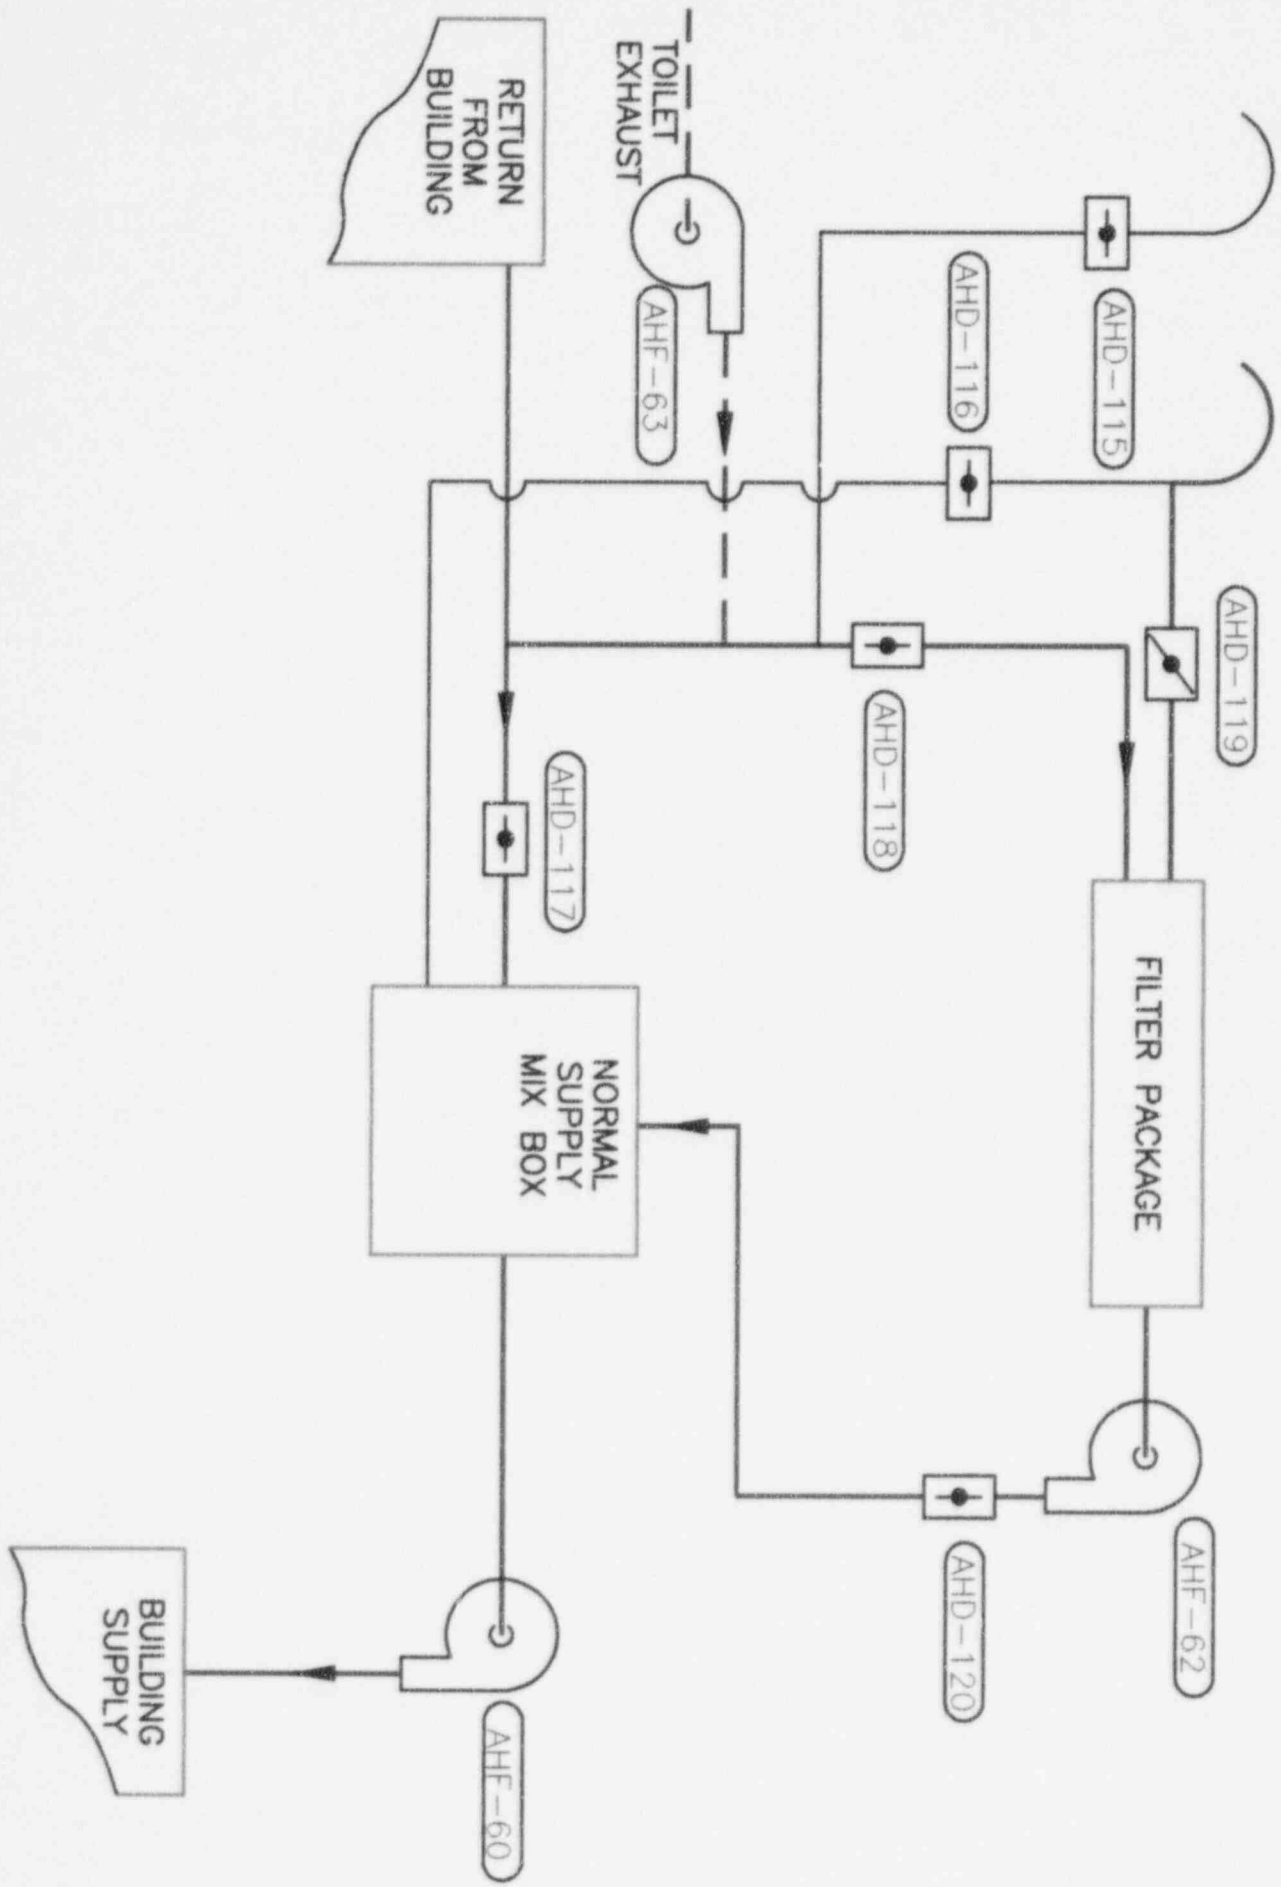 AHD-115
AHD-116
AHD-119
TOILET
EXHAUST
AHF-63
AHD-118
FILTER PACKAGE
AHF-62
RETURN
FROM
BUILDING
AHD-117
NORMAL
SUPPLY
MIX BOX
AHD-120
AHF-60
BUILDING
SUPPLY